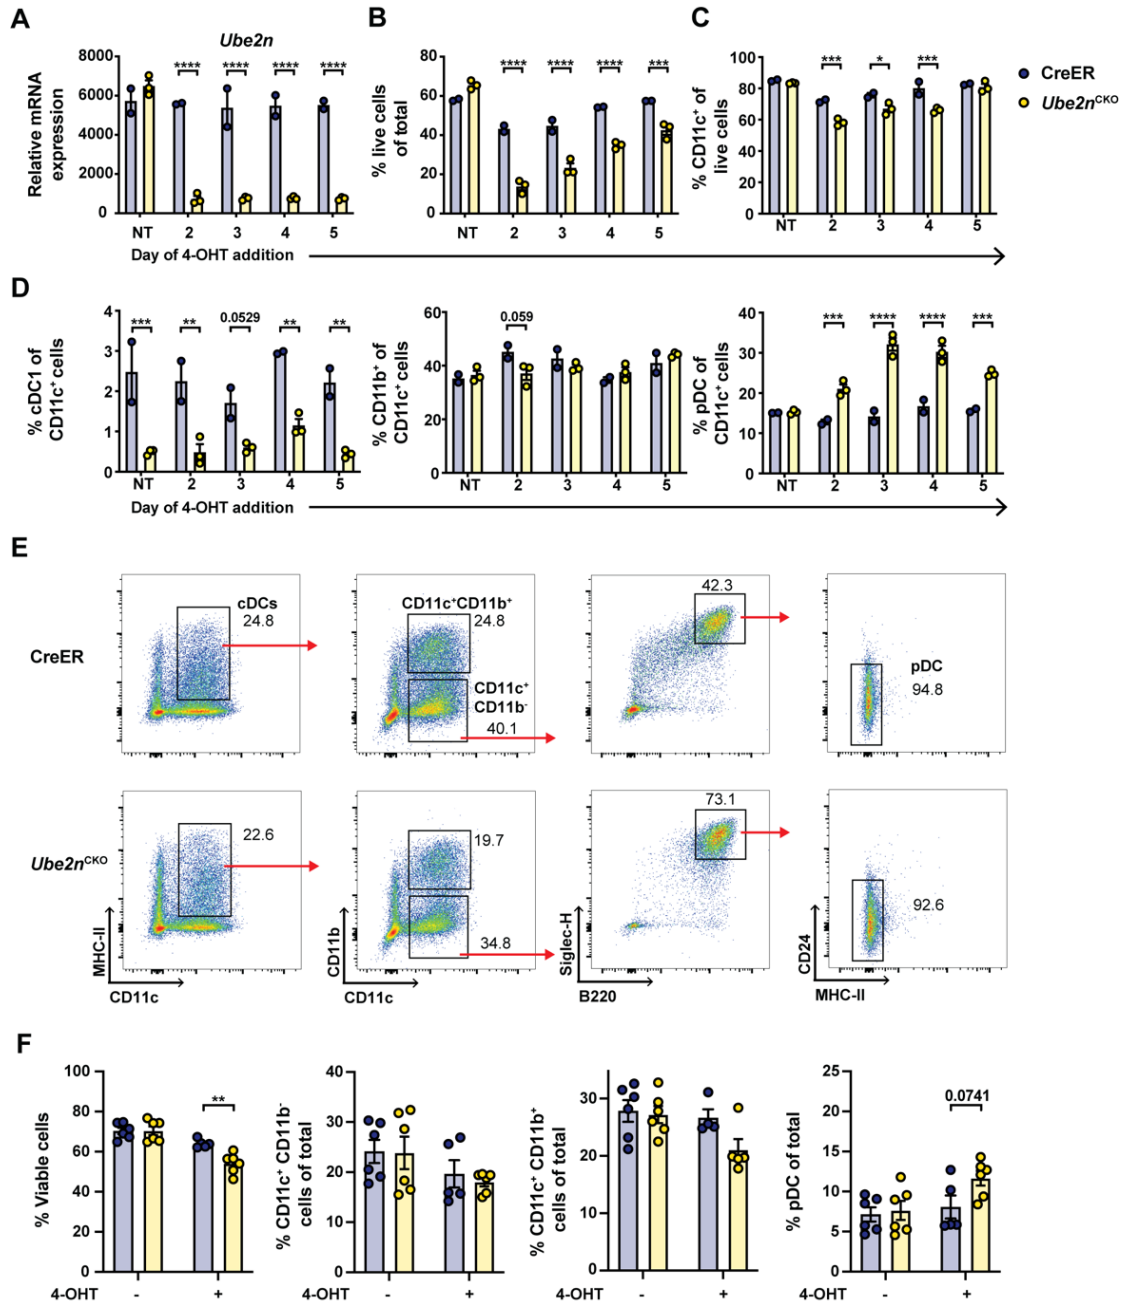 A
Ube2n
Relative mRNA
expression
8000
6000
4000
2000
0
****
****
****
****
NT
2
3
4
5
Day of 4-OHT addition
B
% live cells
of total
80
60
40
20
0
****
****
****
***
NT
2
3
4
5
C
% CD11c⁺ of
live cells
100
80
60
40
20
0
***
*
***
NT
2
3
4
5
CreER
Ube2nᶜᴷᴼ
D
% cDC1 of
CD11c⁺ cells
4
3
2
1
0
***
**
0.0529
**
**
NT
2
3
4
5
Day of 4-OHT addition
% CD11b⁺ of
CD11c⁺ cells
60
40
20
0
0.059
NT
2
3
4
5
% pDC of
CD11c⁺ cells
40
30
20
10
0
***
****
****
***
NT
2
3
4
5
E
CreER
cDCs
24.8
CD11c⁺CD11b⁺
24.8
CD11c⁺
CD11b⁻
40.1
42.3
pDC
94.8
Ube2nᶜᴷᴼ
22.6
19.7
34.8
73.1
92.6
MHC-II
CD11c
CD11b
CD11c
Siglec-H
B220
CD24
MHC-II
F
% Viable cells
100
80
60
40
20
0
**
4-OHT - +
% CD11c⁺ CD11b⁻
cells of total
40
30
20
10
0
4-OHT - +
% CD11c⁺ CD11b⁺
cells of total
30
20
10
0
4-OHT - +
% pDC of total
25
20
15
10
5
0
0.0741
4-OHT - +